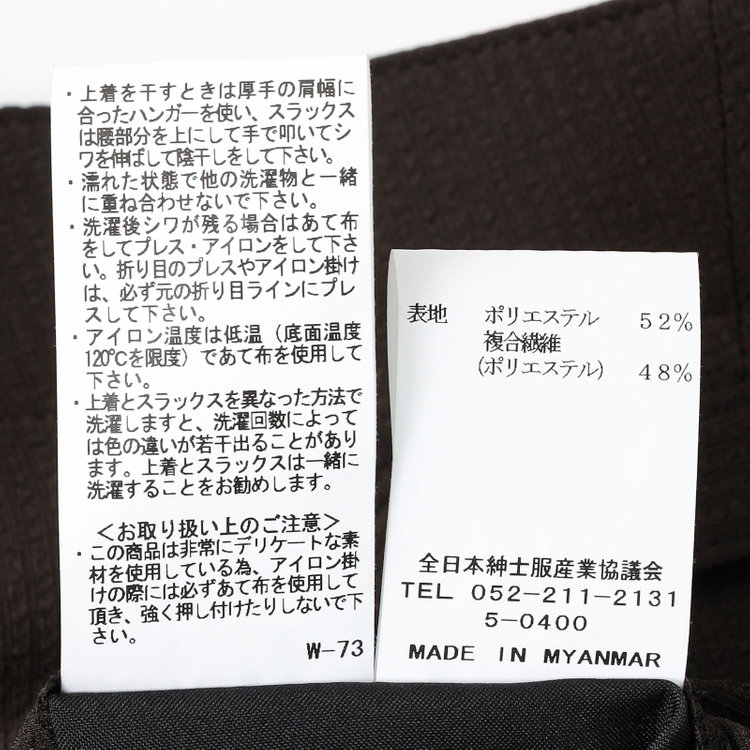 ・上着を干すときは厚手の肩幅に
合ったハンガーを使い、スラックス
は腰部分を上にして手で叩いてシ
ワを伸ばして陰干しをして下さい。
・濡れた状態で他の洗濯物と一緒
に重ね合わせないで下さい。
・洗濯後シワが残る場合はあて布
をしてプレス・アイロンをして下さ
い。折り目のプレスやアイロン掛け
は、必ず元の折り目ラインにプレ
スして下さい。
・アイロン温度は低温（底面温度
120℃を限度）であて布を使用して
下さい。
・上着とスラックスを異なった方法で
洗濯しますと、洗濯回数によって
は色の違いが若干出ることがあり
ます。上着とスラックスは一緒に
洗濯することをお勧めします。
＜お取り扱い上のご注意＞
・この商品は非常にデリケートな素
材を使用している為、アイロン掛
けの際には必ずあて布を使用して
頂き、強く押し付けたりしないで下
さい。
W-73
表地 ポリエステル 52%
複合繊維
(ポリエステル) 48%
全日本紳士服産業協議会
TEL 052-211-2131
5-0400
MADE IN MYANMAR